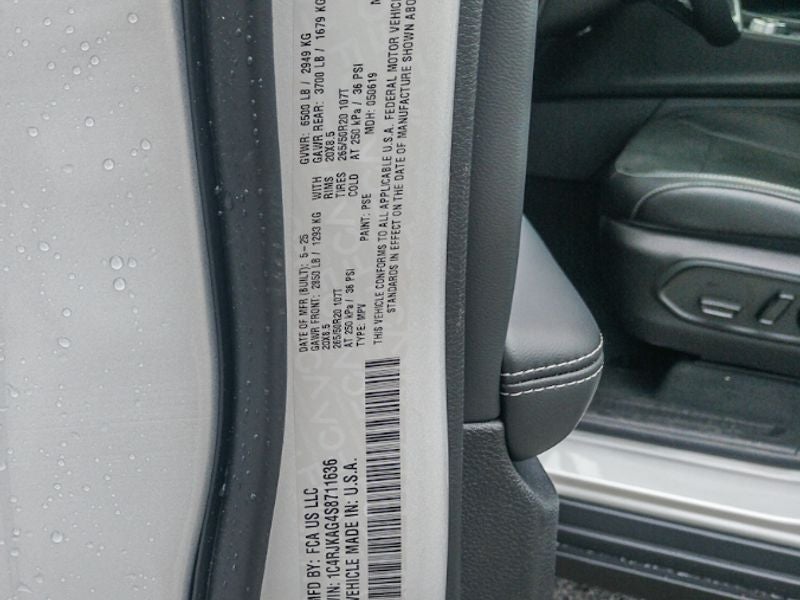 MFD BY: FCA US LLC
DATE OF MFR (BUILT): 5-25
GVWR: 6500 LB / 2949 KG
GAWR FRONT: 2850 LB / 1293 KG WITH
GAWR REAR: 3700 LB / 1679 KG
20X8.5 RIMS 20X8.5
265/50R20 107T TIRES 265/50R20 107T
AT 250 kPa / 36 PSI COLD AT 250 kPa / 36 PSI
TYPE: MPV PAINT: PSE MDH: 050619
THIS VEHICLE CONFORMS TO ALL APPLICABLE U.S.A. FEDERAL MOTOR VEHIC
STANDARDS IN EFFECT ON THE DATE OF MANUFACTURE SHOWN ABO
VIN: 1C4RJKAG4S8711636
VEHICLE MADE IN: U.S.A.